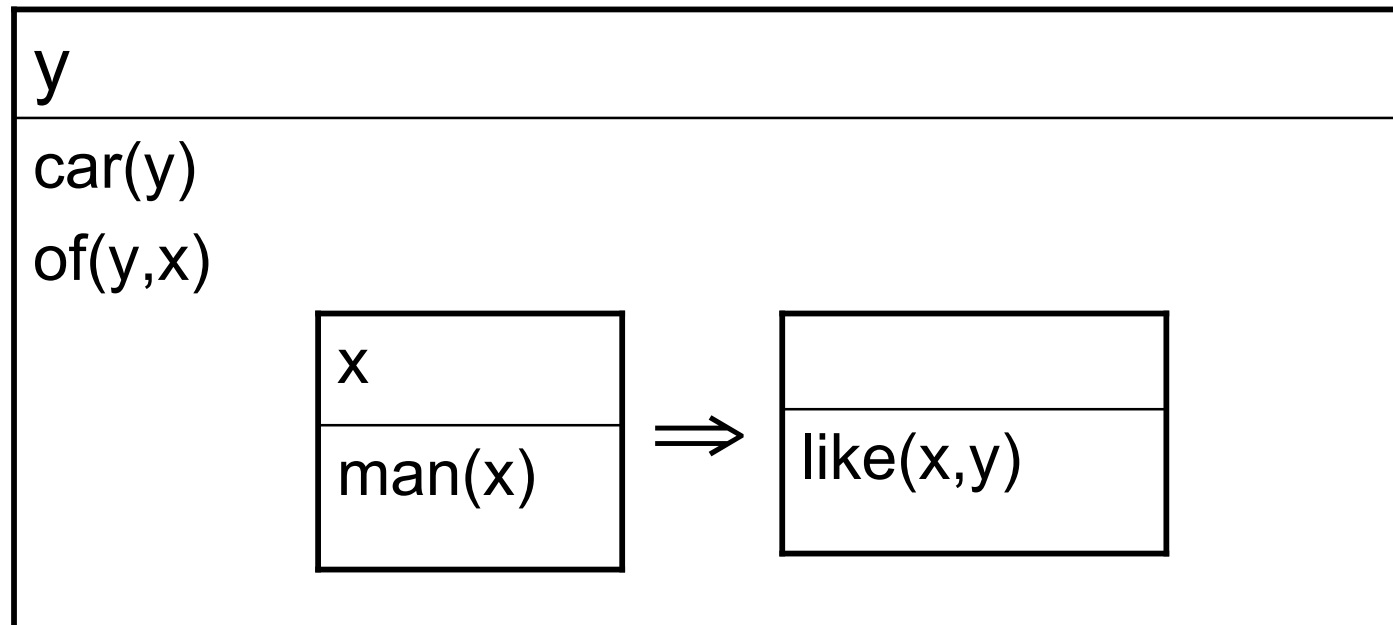 y
car(y)
of(y,x)
x
man(x)
⇒
like(x,y)